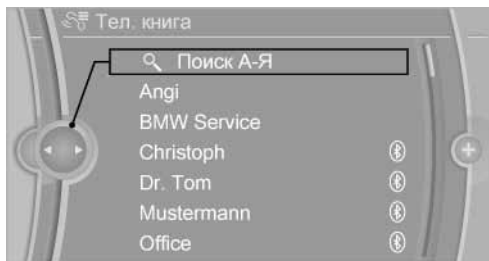 Тел. книга
Поиск А-Я
Angi
BMW Service
Christoph
Dr. Tom
Mustermann
Office